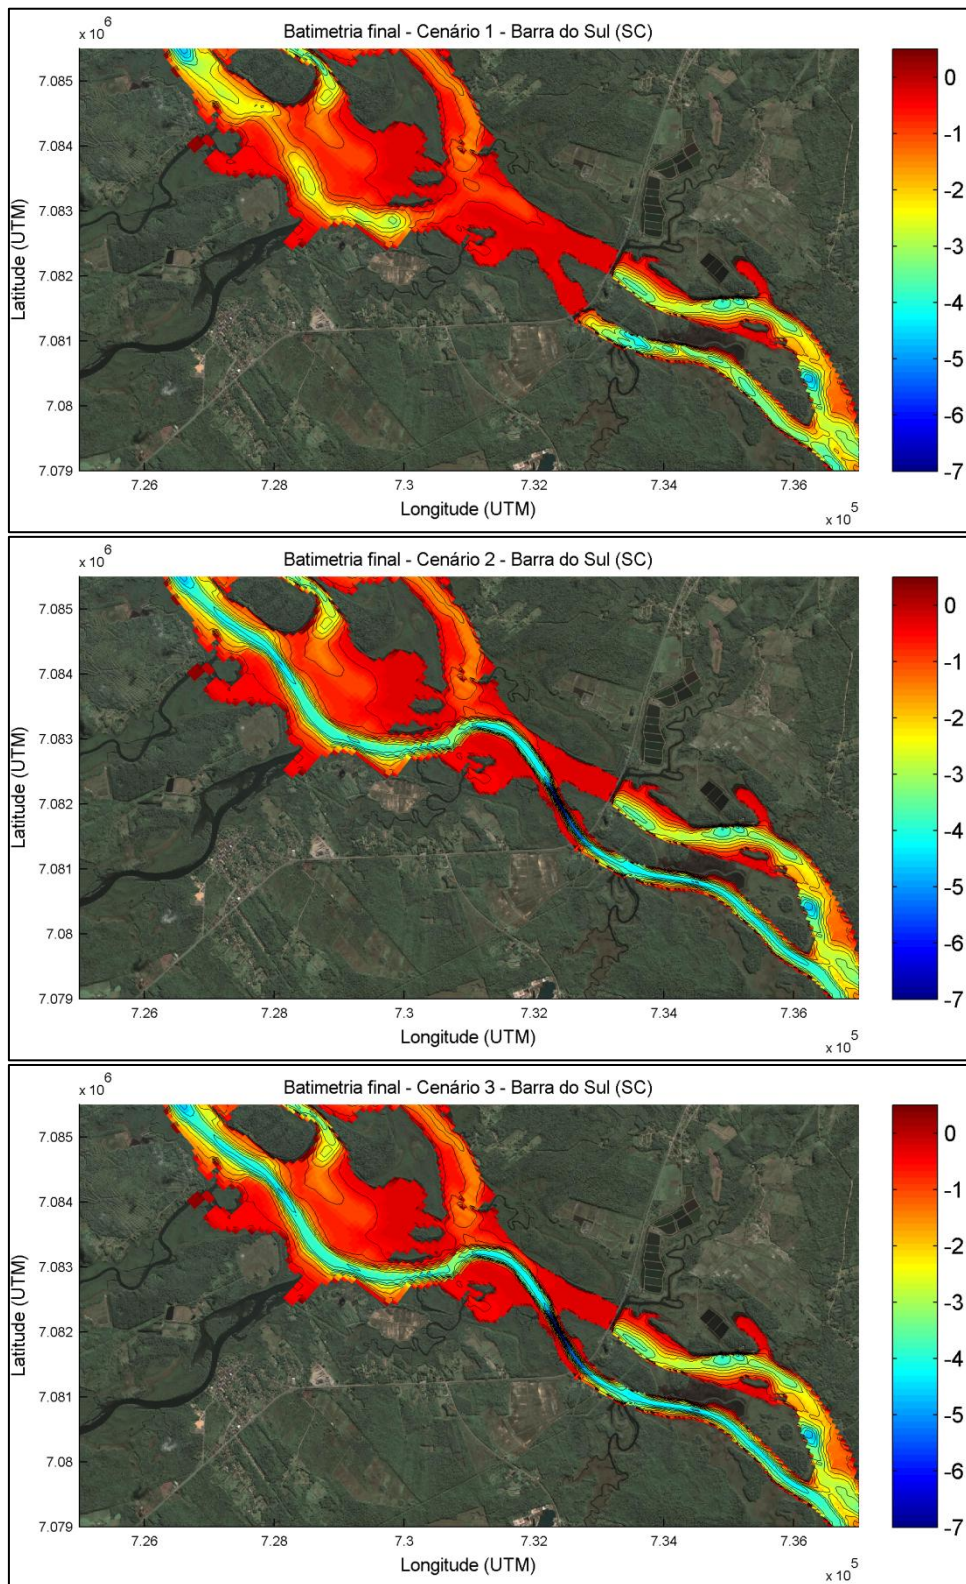 Batimetria final - Cenário 1 - Barra do Sul (SC)
x 10^6
7.085
7.084
7.083
7.082
7.081
7.08
7.079
Latitude (UTM)
7.26 7.28 7.3 7.32 7.34 7.36
Longitude (UTM)
x 10^5
0
-1
-2
-3
-4
-5
-6
-7
Batimetria final - Cenário 2 - Barra do Sul (SC)
x 10^6
7.085
7.084
7.083
7.082
7.081
7.08
7.079
Latitude (UTM)
7.26 7.28 7.3 7.32 7.34 7.36
Longitude (UTM)
x 10^5
0
-1
-2
-3
-4
-5
-6
-7
Batimetria final - Cenário 3 - Barra do Sul (SC)
x 10^6
7.085
7.084
7.083
7.082
7.081
7.08
7.079
Latitude (UTM)
7.26 7.28 7.3 7.32 7.34 7.36
Longitude (UTM)
x 10^5
0
-1
-2
-3
-4
-5
-6
-7